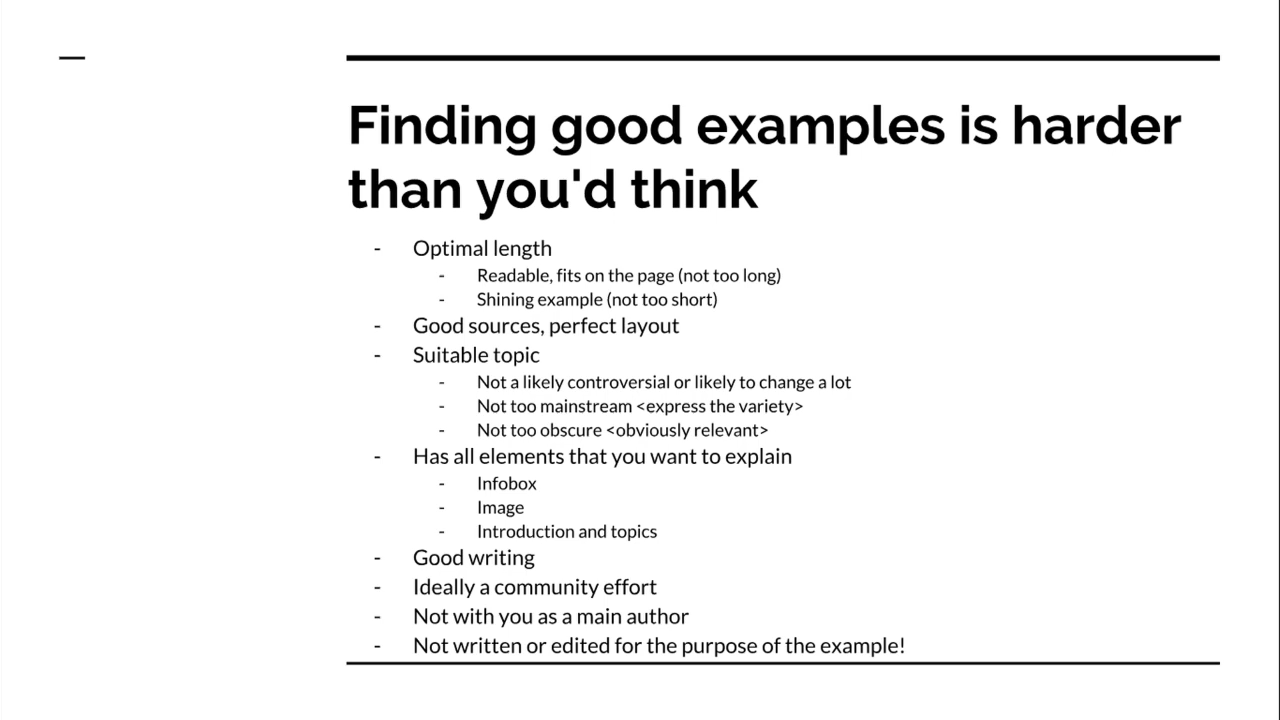 Finding good examples is harder
than you'd think
- Optimal length
- Readable, fits on the page (not too long)
- Shining example (not too short)
- Good sources, perfect layout
- Suitable topic
- Not a likely controversial or likely to change a lot
- Not too mainstream <express the variety>
- Not too obscure <obviously relevant>
- Has all elements that you want to explain
- Infobox
- Image
- Introduction and topics
- Good writing
- Ideally a community effort
- Not with you as a main author
- Not written or edited for the purpose of the example!